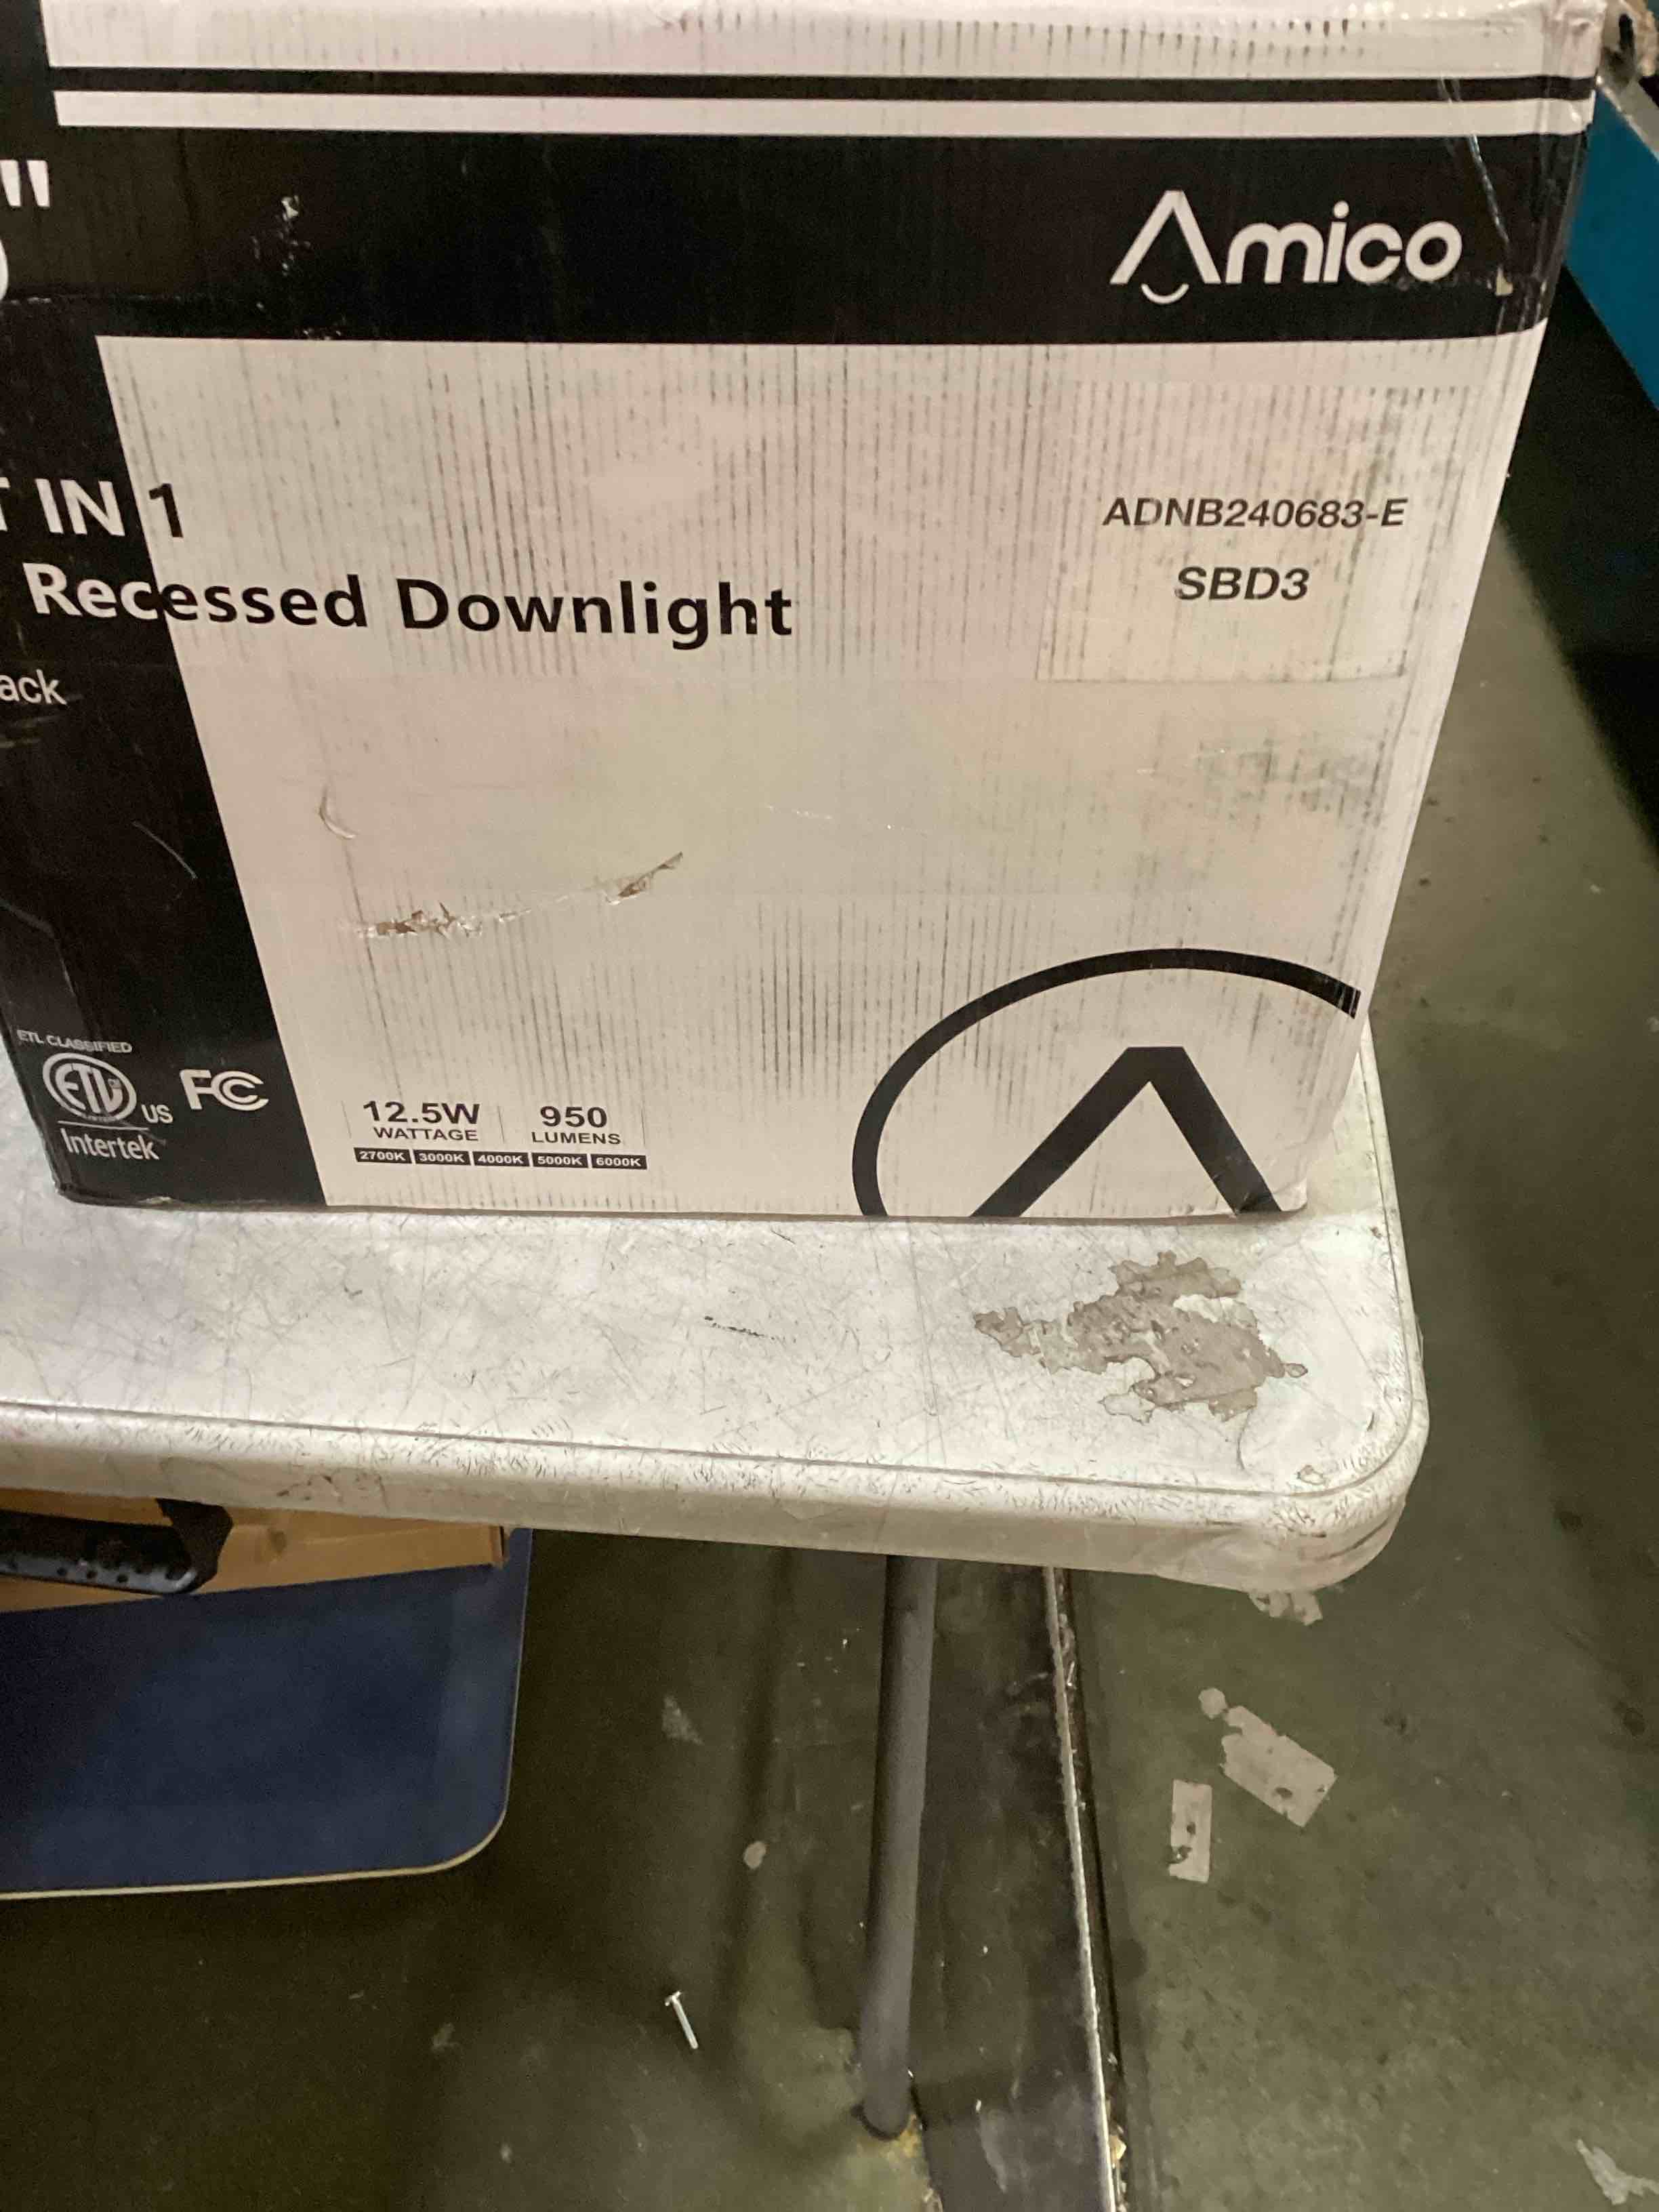 "
Amico
IN 1
Recessed Downlight
ack
ADNB240683-E
SBD3
ETL CLASSIFIED
ETL
US
Intertek
FC
12.5W
WATTAGE
950
LUMENS
2700K 3000K 4000K 5000K 6000K